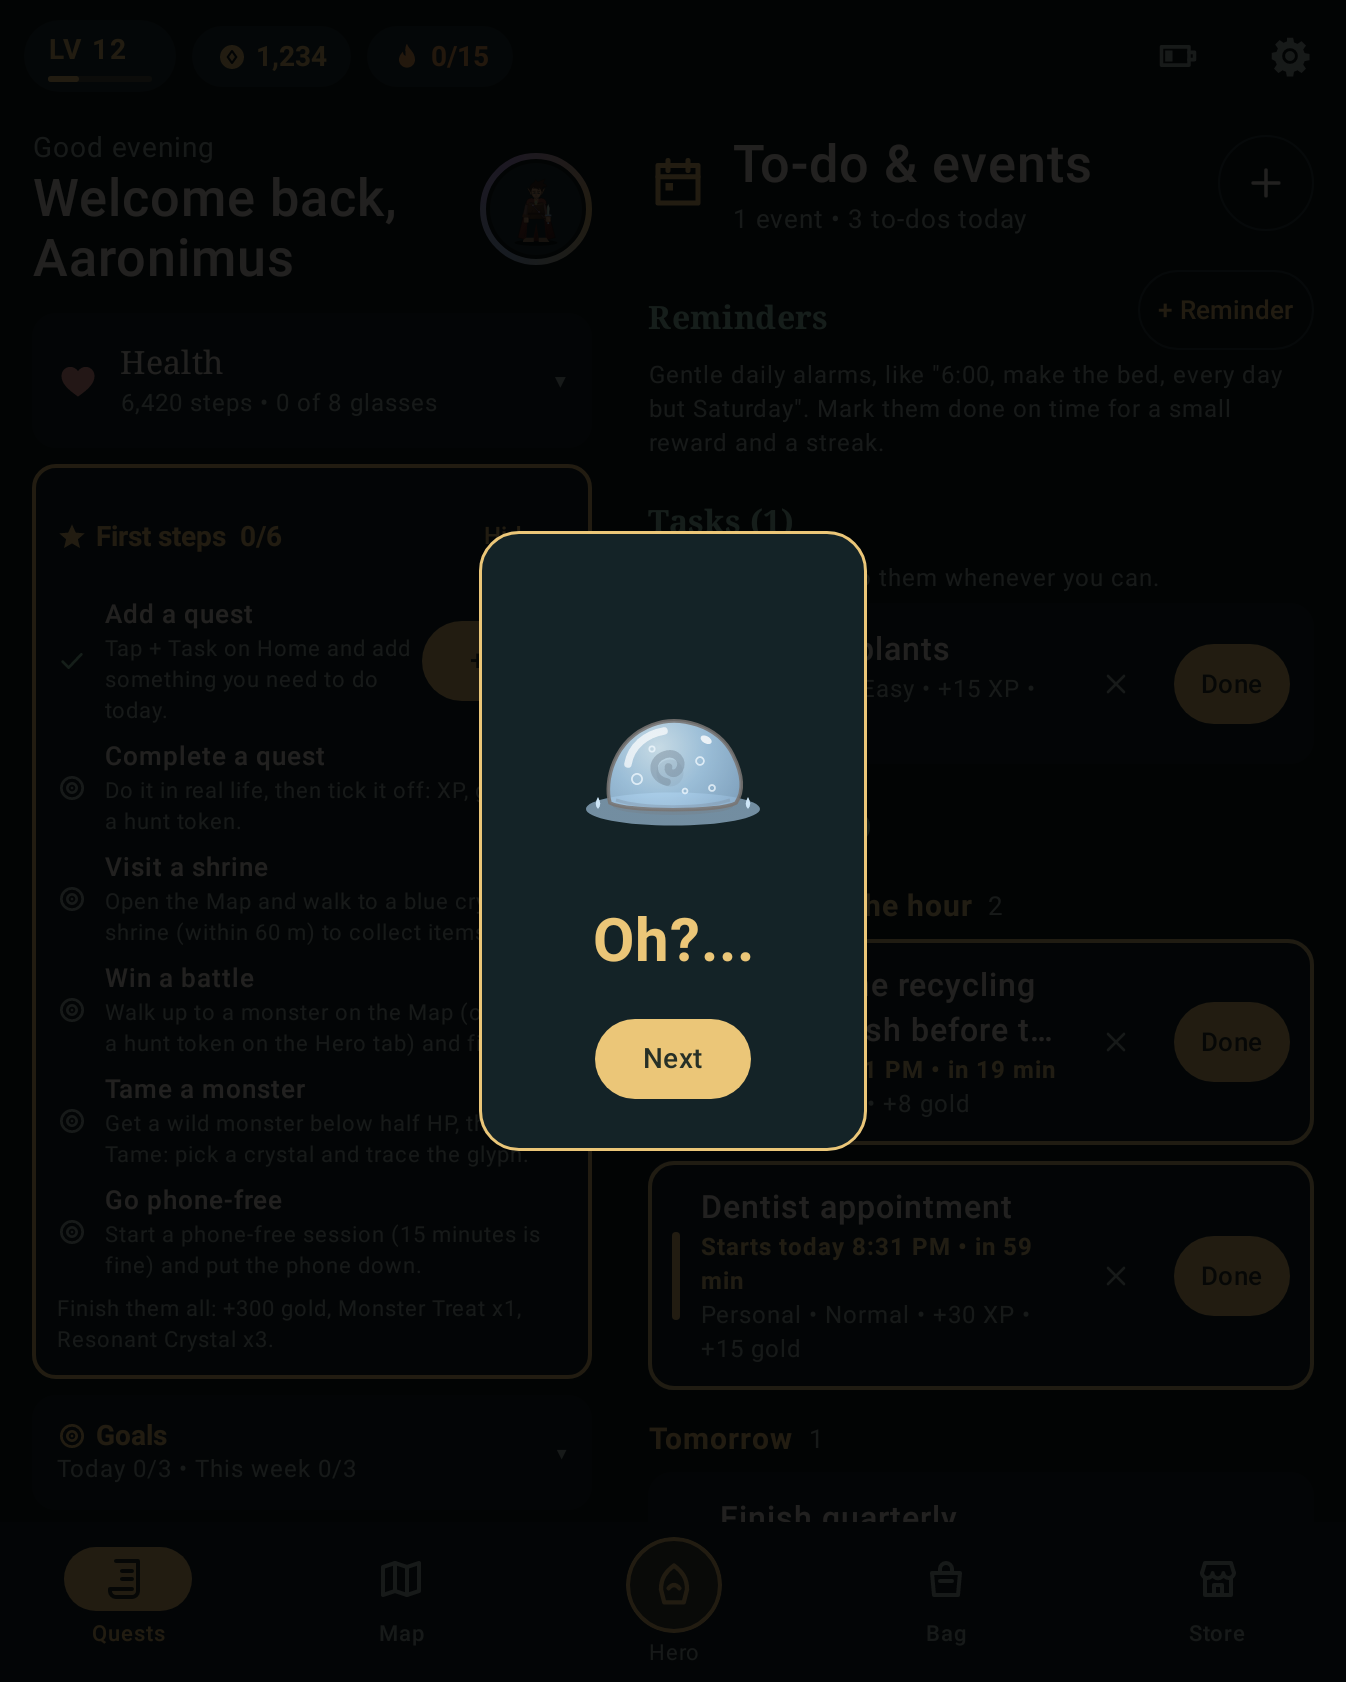 LV 12
1,234
0/15
Good evening
Welcome back,
Aaronimus
Health
6,420 steps • 0 of 8 glasses
First steps 0/6
Add a quest
Tap + Task on Home and add
something you need to do
today.
Complete a quest
Do it in real life, then tick it off: XP,
a hunt token.
Visit a shrine
Open the Map and walk to a blue
shrine (within 60 m) to collect items
Win a battle
Walk up to a monster on the Map
a hunt token on the Hero tab) and
Tame a monster
Get a wild monster below half HP,
Tame: pick a crystal and trace the glyph.
Go phone-free
Start a phone-free session (15 minutes is
fine) and put the phone down.
Finish them all: +300 gold, Monster Treat x1,
Resonant Crystal x3.
Goals
Today 0/3 • This week 0/3
To-do & events
1 event • 3 to-dos today
Reminders
+ Reminder
Gentle daily alarms, like "6:00, make the bed, every day
but Saturday". Mark them done on time for a small
reward and a streak.
Tasks (1)
them whenever you can.
plants
Easy • +15 XP •
Done
the hour 2
recycling
before t...
PM • in 19 min
• +8 gold
Done
Dentist appointment
Starts today 8:31 PM • in 59
min
Personal • Normal • +30 XP •
+15 gold
Done
Tomorrow 1
Finish quarterly
Oh?...
Next
Quests
Map
Hero
Bag
Store